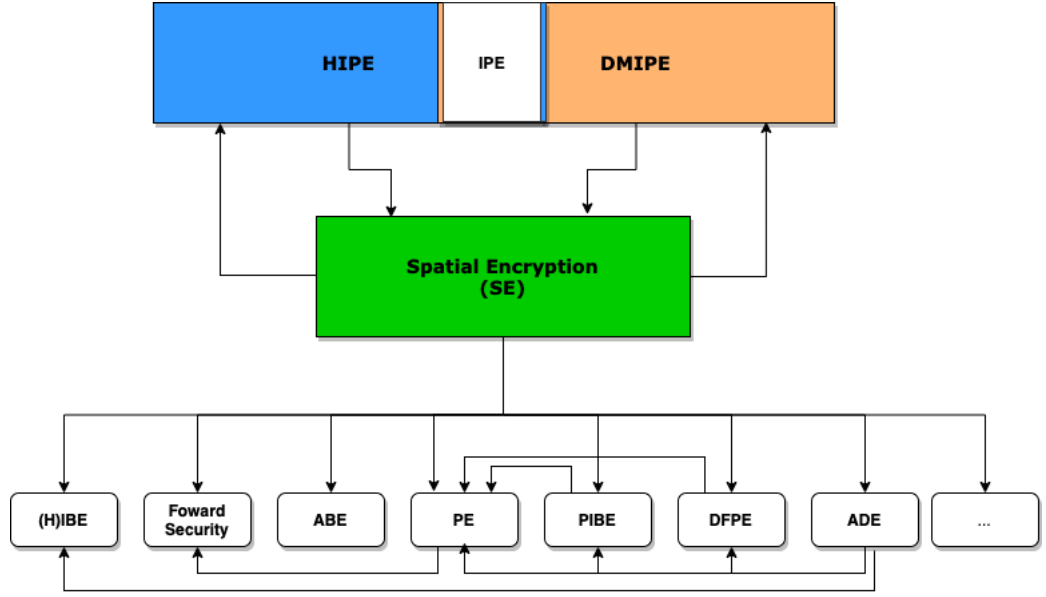 HIPE
IPE
DMIPE
Spatial Encryption
(SE)
(H)IBE
Foward
Security
ABE
PE
PIBE
DFPE
ADE
...